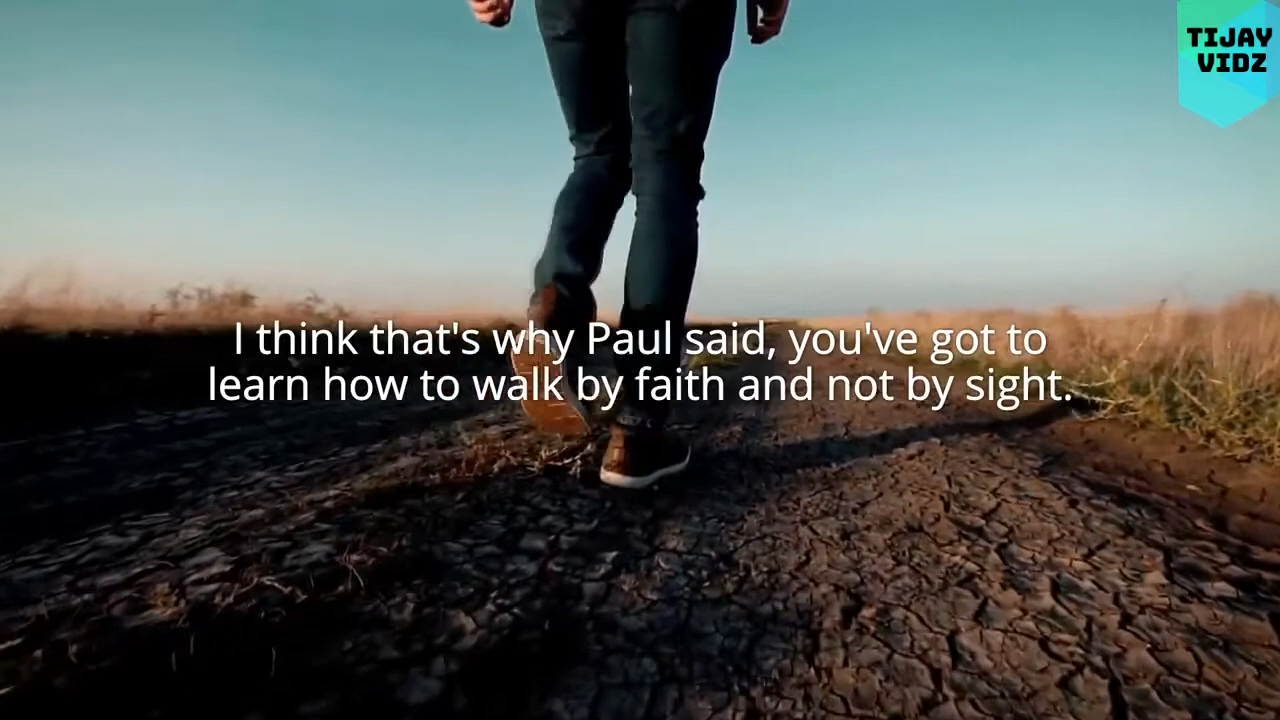 TIJAY
VIDZ
I think that's why Paul said, you've got to
learn how to walk by faith and not by sight.